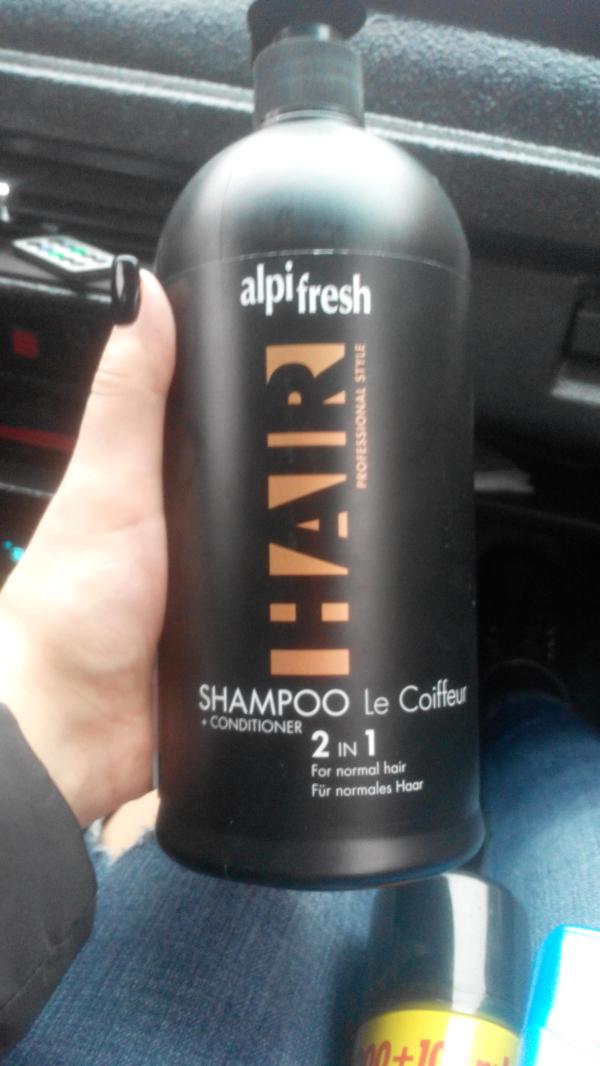 alpi fresh
HAIR
PROFESSIONAL STYLE
SHAMPOO Le Coiffeur
+ CONDITIONER
2 IN 1
For normal hair
Für normales Haar